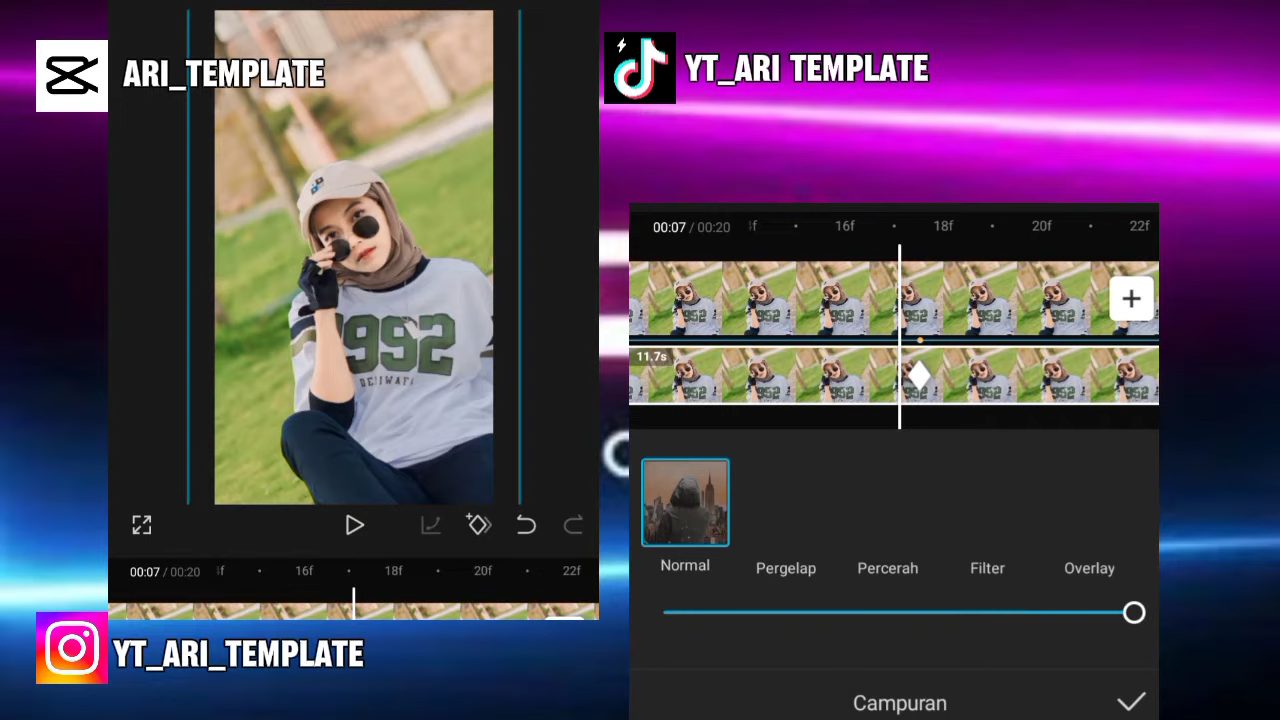 ARI_TEMPLATE
YT_ARI TEMPLATE
992
00:07 / 00:20
16f
18f
20f
22f
11.7s
Normal
Pergelap
Percerah
Filter
Overlay
Campuran
00:07 / 00:20
16f
18f
20f
22f
YT_ARI_TEMPLATE